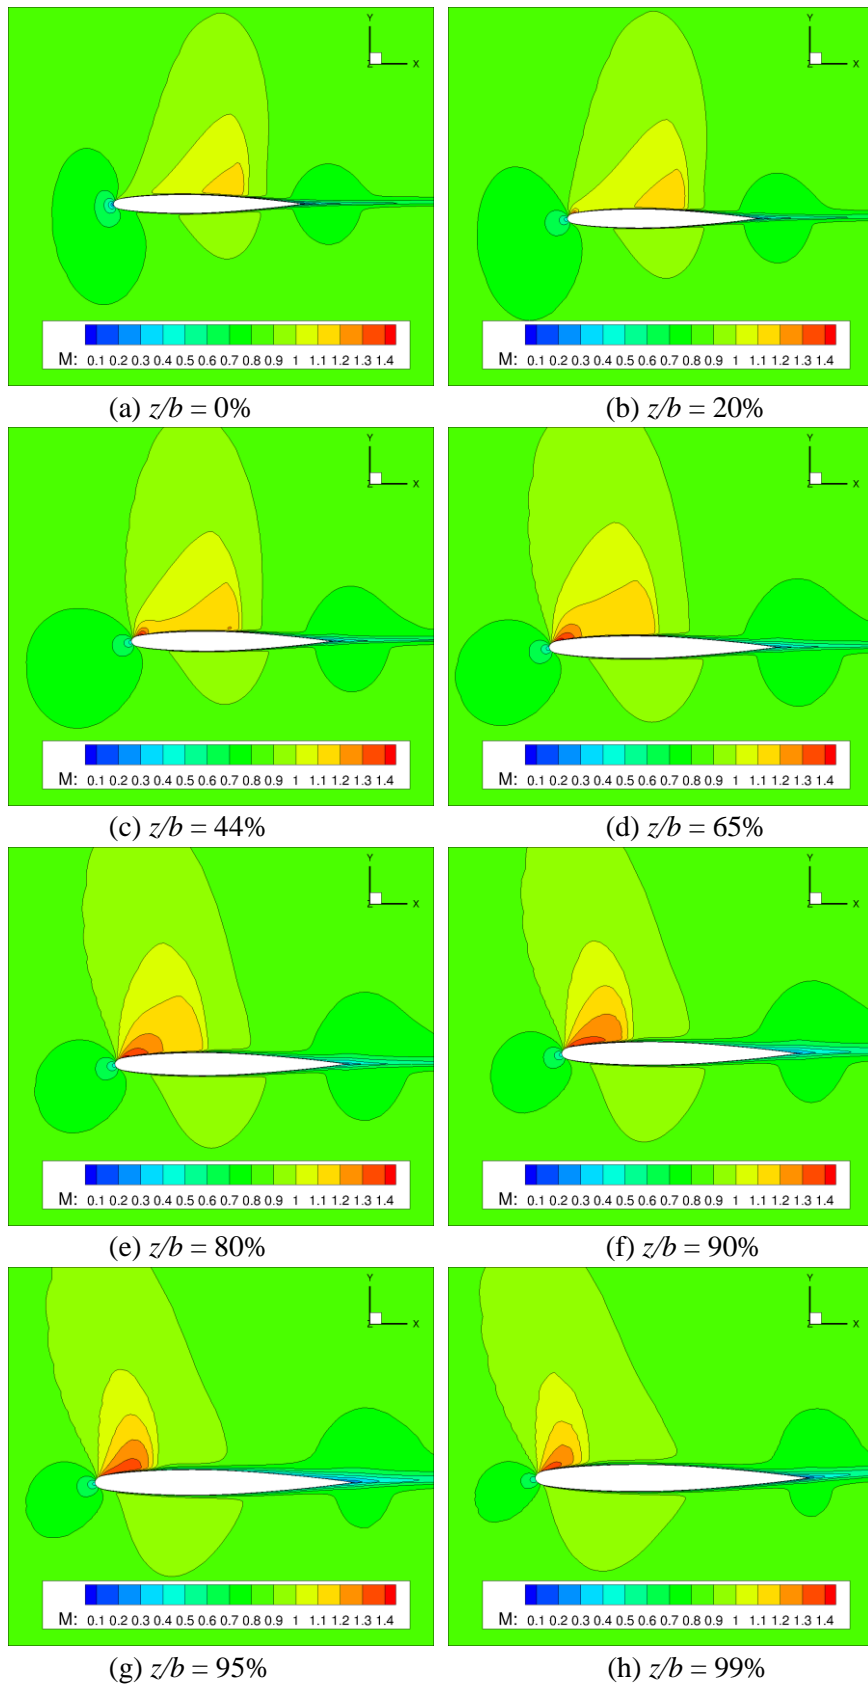 Y
Z X
M: 0.1 0.2 0.3 0.4 0.5 0.6 0.7 0.8 0.9 1 1.1 1.2 1.3 1.4
(a) z/b = 0%
Y
Z X
M: 0.1 0.2 0.3 0.4 0.5 0.6 0.7 0.8 0.9 1 1.1 1.2 1.3 1.4
(b) z/b = 20%
Y
Z X
M: 0.1 0.2 0.3 0.4 0.5 0.6 0.7 0.8 0.9 1 1.1 1.2 1.3 1.4
(c) z/b = 44%
Y
Z X
M: 0.1 0.2 0.3 0.4 0.5 0.6 0.7 0.8 0.9 1 1.1 1.2 1.3 1.4
(d) z/b = 65%
Y
Z X
M: 0.1 0.2 0.3 0.4 0.5 0.6 0.7 0.8 0.9 1 1.1 1.2 1.3 1.4
(e) z/b = 80%
Y
Z X
M: 0.1 0.2 0.3 0.4 0.5 0.6 0.7 0.8 0.9 1 1.1 1.2 1.3 1.4
(f) z/b = 90%
Y
Z X
M: 0.1 0.2 0.3 0.4 0.5 0.6 0.7 0.8 0.9 1 1.1 1.2 1.3 1.4
(g) z/b = 95%
Y
Z X
M: 0.1 0.2 0.3 0.4 0.5 0.6 0.7 0.8 0.9 1 1.1 1.2 1.3 1.4
(h) z/b = 99%